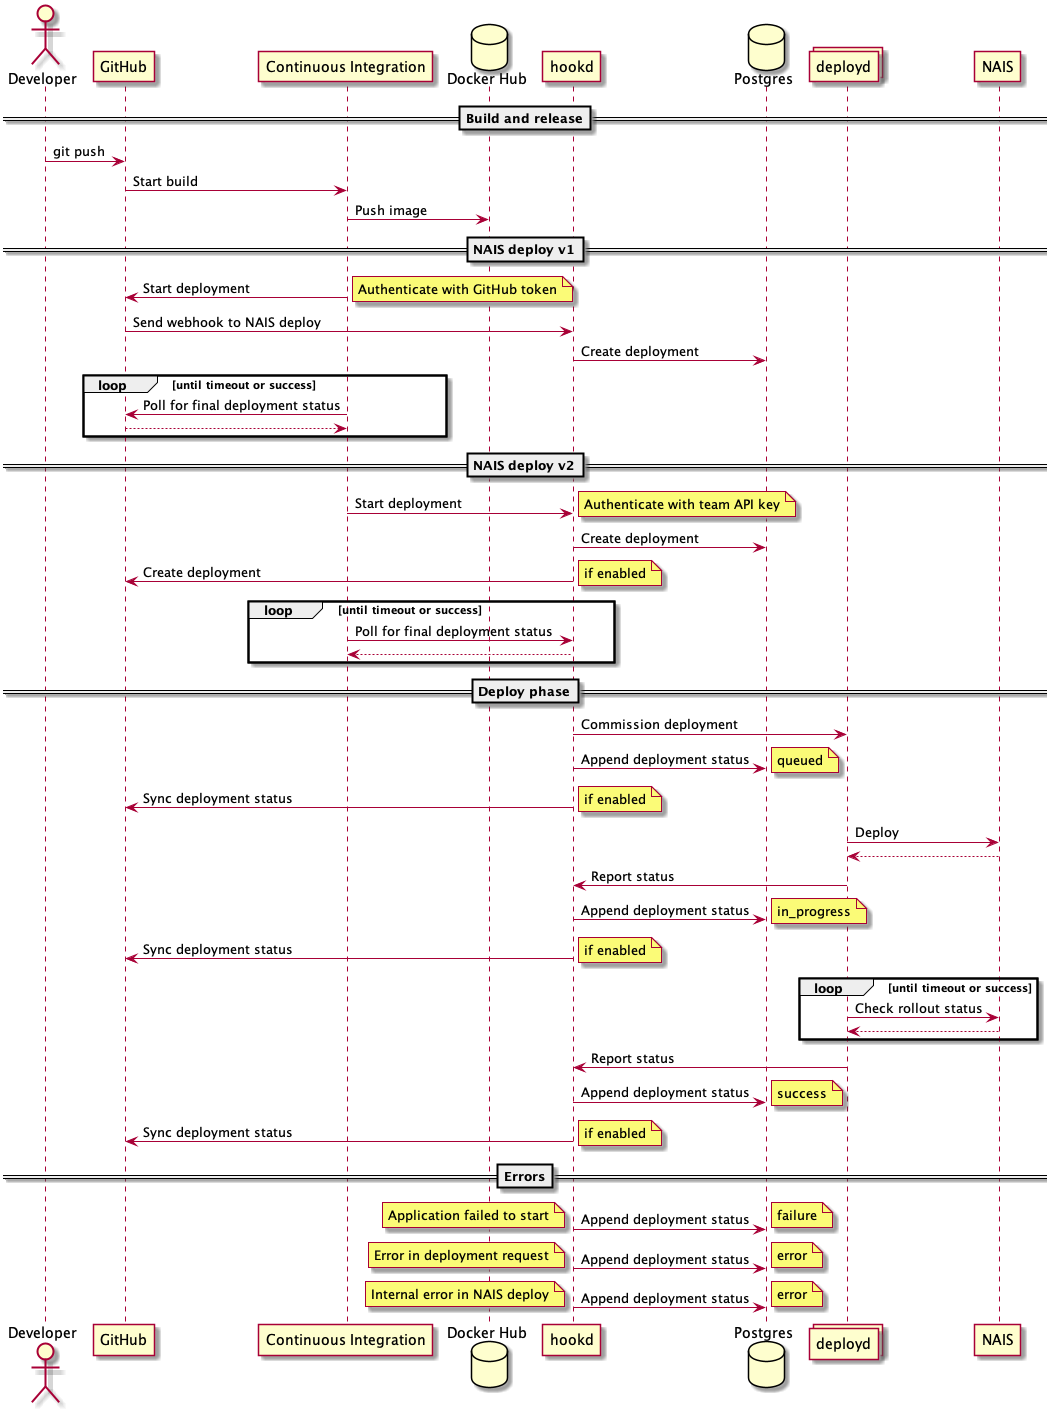 Developer
GitHub
Continuous Integration
Docker Hub
hookd
Postgres
deployd
NAIS
Build and release
git push
Start build
Push image
NAIS deploy v1
Start deployment
Authenticate with GitHub token
Send webhook to NAIS deploy
Create deployment
loop
[until timeout or success]
Poll for final deployment status
NAIS deploy v2
Start deployment
Authenticate with team API key
Create deployment
Create deployment
if enabled
loop
[until timeout or success]
Poll for final deployment status
Deploy phase
Commission deployment
Append deployment status
queued
Sync deployment status
if enabled
Deploy
Report status
Append deployment status
in_progress
Sync deployment status
if enabled
loop
[until timeout or success]
Check rollout status
Report status
Append deployment status
success
Sync deployment status
if enabled
Errors
Application failed to start
Append deployment status
failure
Error in deployment request
Append deployment status
error
Internal error in NAIS deploy
Append deployment status
error
Developer
GitHub
Continuous Integration
Docker Hub
hookd
Postgres
deployd
NAIS